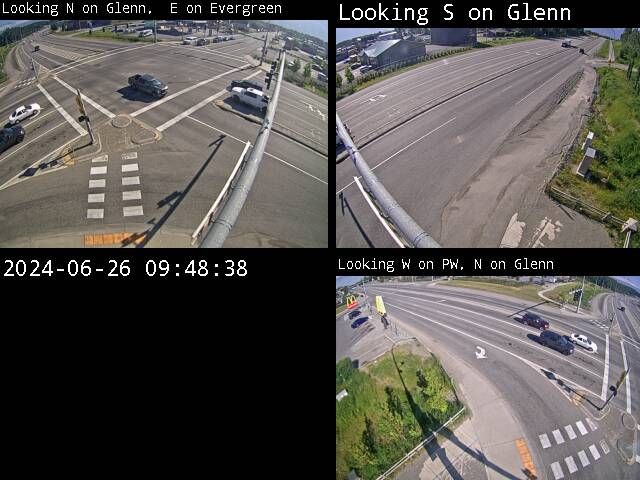 Looking N on Glenn,  E on Evergreen
Looking S on Glenn
2024-06-26 09:48:38
Looking W on PW, N on Glenn